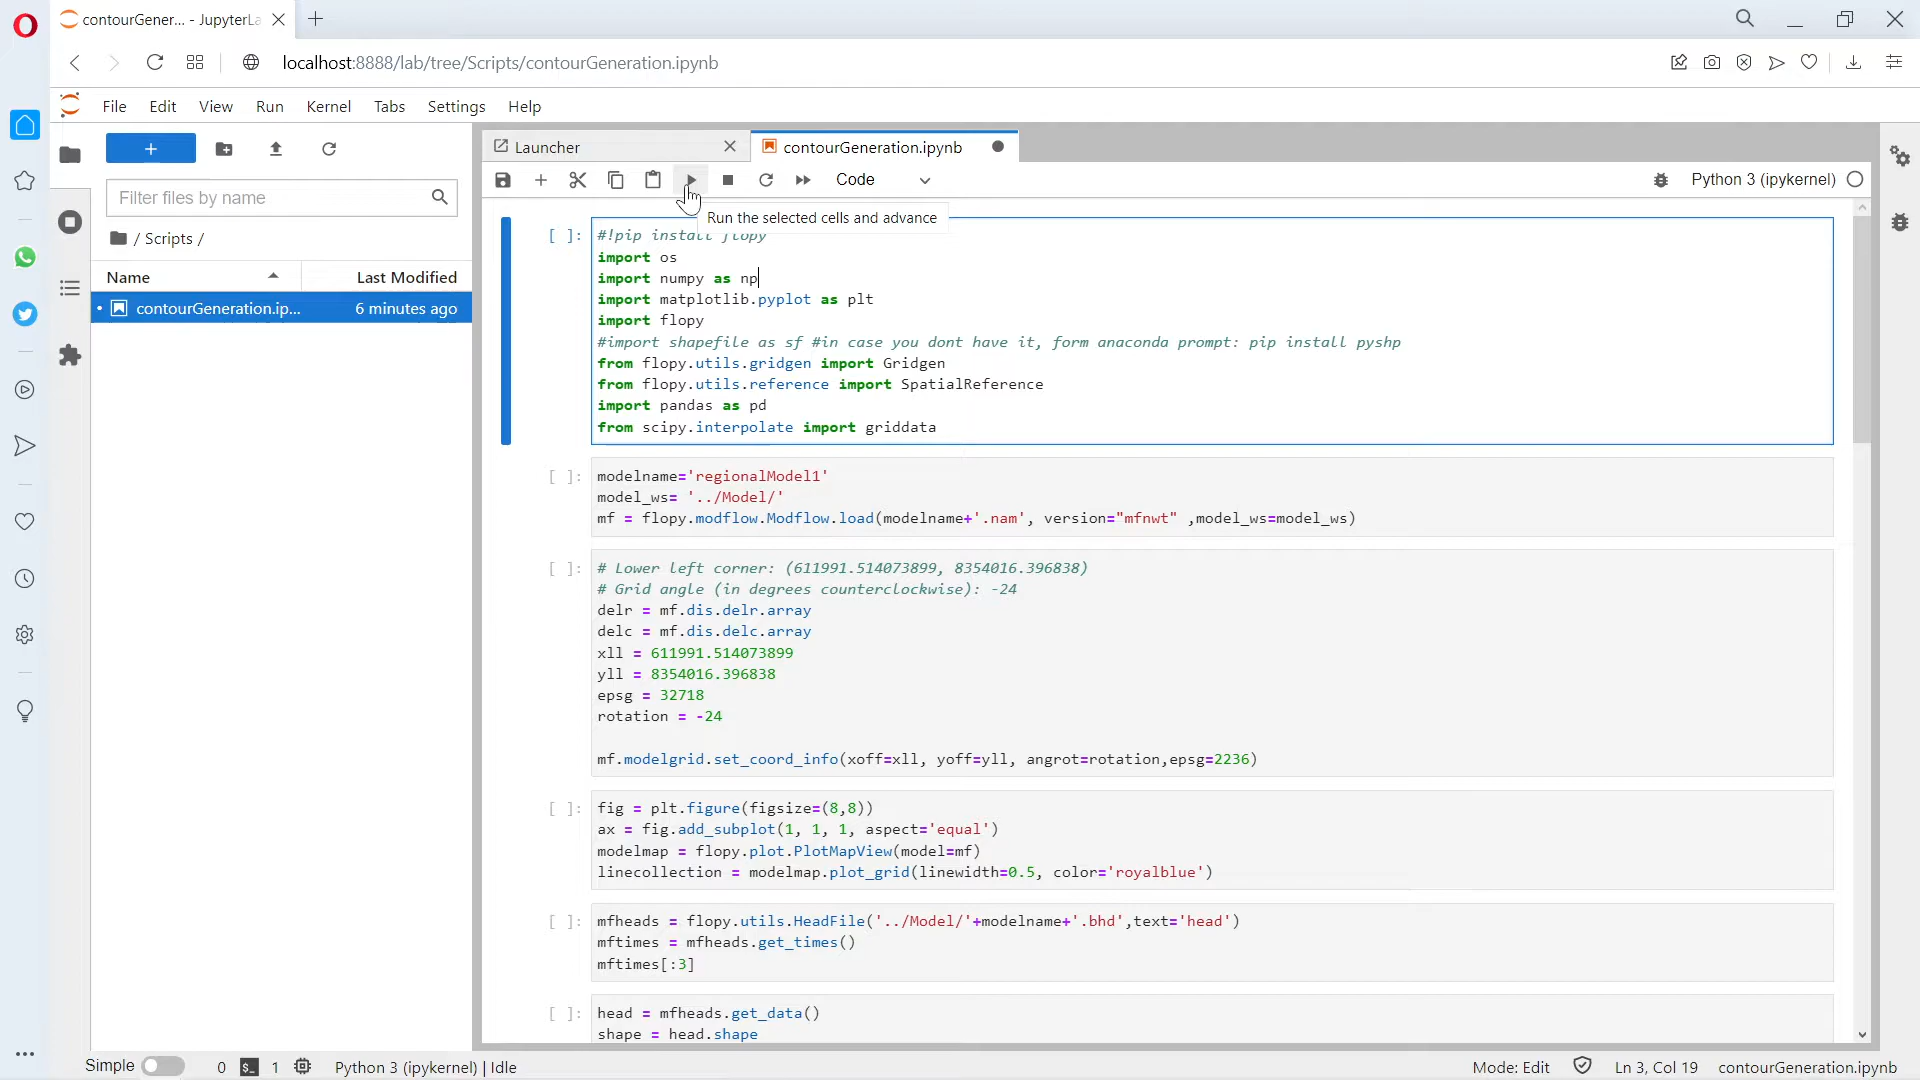 contourGener... - JupyterLa
localhost:8888/lab/tree/Scripts/contourGeneration.ipynb
File Edit View Run Kernel Tabs Settings Help
+
Filter files by name
/ Scripts /
Name Last Modified
contourGeneration.ip... 6 minutes ago
Launcher
contourGeneration.ipynb
Code
Python 3 (ipykernel)
Run the selected cells and advance
[ ]: #!pip install flopy
import os
import numpy as np
import matplotlib.pyplot as plt
import flopy
#import shapefile as sf #in case you dont have it, form anaconda prompt: pip install pyshp
from flopy.utils.gridgen import Gridgen
from flopy.utils.reference import SpatialReference
import pandas as pd
from scipy.interpolate import griddata
[ ]: modelname='regionalModel1'
model_ws= '../Model/'
mf = flopy.modflow.Modflow.load(modelname+'.nam', version="mfnwt" ,model_ws=model_ws)
[ ]: # Lower left corner: (611991.514073899, 8354016.396838)
# Grid angle (in degrees counterclockwise): -24
delr = mf.dis.delr.array
delc = mf.dis.delc.array
xll = 611991.514073899
yll = 8354016.396838
epsg = 32718
rotation = -24
mf.modelgrid.set_coord_info(xoff=xll, yoff=yll, angrot=rotation,epsg=2236)
[ ]: fig = plt.figure(figsize=(8,8))
ax = fig.add_subplot(1, 1, 1, aspect='equal')
modelmap = flopy.plot.PlotMapView(model=mf)
linecollection = modelmap.plot_grid(linewidth=0.5, color='royalblue')
[ ]: mfheads = flopy.utils.HeadFile('../Model/'+modelname+'.bhd',text='head')
mftimes = mfheads.get_times()
mftimes[:3]
[ ]: head = mfheads.get_data()
shape = head.shape
Simple 0 $_ 1 Python 3 (ipykernel) | Idle Mode: Edit Ln 3, Col 19 contourGeneration.ipynb